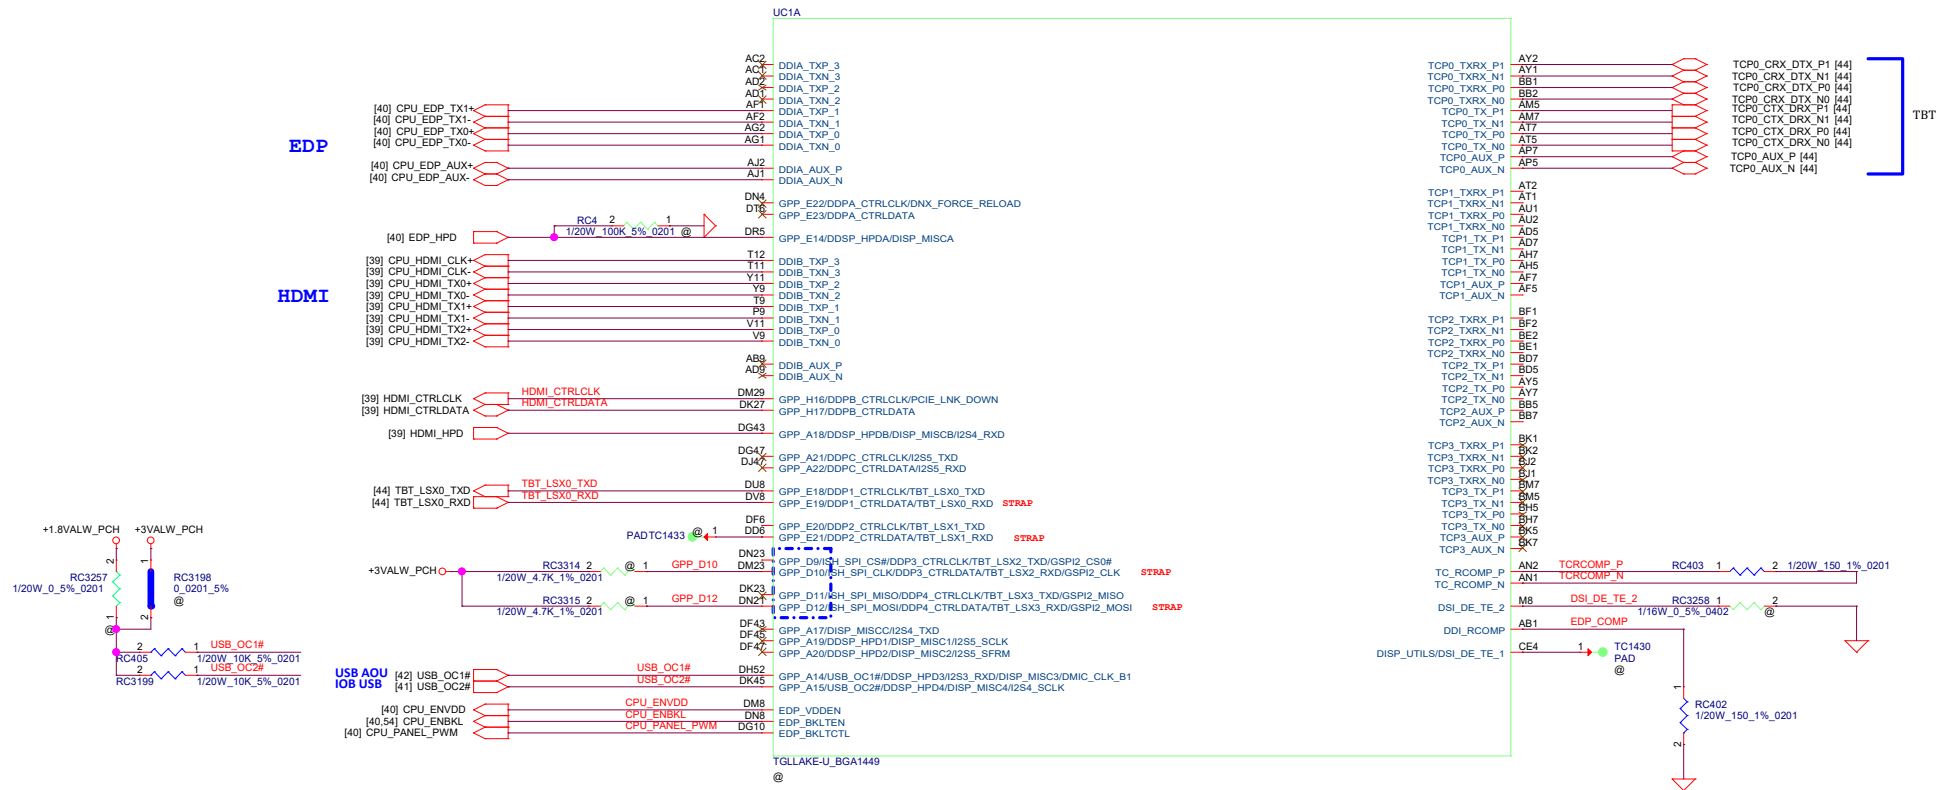 UC1A
EDP
[40] CPU_EDP_TX1+
[40] CPU_EDP_TX1-
[40] CPU_EDP_TX0+
[40] CPU_EDP_TX0-
[40] CPU_EDP_AUX+
[40] CPU_EDP_AUX-
[40] EDP_HPD
RC4 2 1
1/20W_100K_5%_0201 @
HDMI
[39] CPU_HDMI_CLK+
[39] CPU_HDMI_CLK-
[39] CPU_HDMI_TX0+
[39] CPU_HDMI_TX0-
[39] CPU_HDMI_TX1+
[39] CPU_HDMI_TX1-
[39] CPU_HDMI_TX2+
[39] CPU_HDMI_TX2-
[39] HDMI_CTRLCLK HDMI_CTRLCLK
[39] HDMI_CTRLDATA HDMI_CTRLDATA
[39] HDMI_HPD
[44] TBT_LSX0_TXD TBT_LSX0_TXD
[44] TBT_LSX0_RXD TBT_LSX0_RXD
PAD TC1433 @ 1
+3VALW_PCH
RC3314 2 @ 1 GPP_D10
1/20W_4.7K_1%_0201
RC3315 2 @ 1 GPP_D12
1/20W_4.7K_1%_0201
+1.8VALW_PCH +3VALW_PCH
2 1
RC3257
1/20W_0_5%_0201
RC3198
0_0201_5%
@
1 2
@
2 1 USB_OC1#
RC405 1/20W_10K_5%_0201
2 1 USB_OC2#
RC3199 1/20W_10K_5%_0201
USB AOU [42] USB_OC1# USB_OC1#
IOB USB [41] USB_OC2# USB_OC2#
[40] CPU_ENVDD CPU_ENVDD
[40,54] CPU_ENBKL CPU_ENBKL
[40] CPU_PANEL_PWM CPU_PANEL_PWM
AC2 DDIA_TXP_3
AC1 DDIA_TXN_3
AD2 DDIA_TXP_2
AD1 DDIA_TXN_2
AF1 DDIA_TXP_1
AF2 DDIA_TXN_1
AG2 DDIA_TXP_0
AG1 DDIA_TXN_0
AJ2 DDIA_AUX_P
AJ1 DDIA_AUX_N
DN4 GPP_E22/DDPA_CTRLCLK/DNX_FORCE_RELOAD
DT6 GPP_E23/DDPA_CTRLDATA
DR5 GPP_E14/DDSP_HPDA/DISP_MISCA
T12 DDIB_TXP_3
T11 DDIB_TXN_3
Y11 DDIB_TXP_2
Y9 DDIB_TXN_2
T9 DDIB_TXP_1
P9 DDIB_TXN_1
V11 DDIB_TXP_0
V9 DDIB_TXN_0
AB9 DDIB_AUX_P
AD9 DDIB_AUX_N
DM29 GPP_H16/DDPB_CTRLCLK/PCIE_LNK_DOWN
DK27 GPP_H17/DDPB_CTRLDATA
DG43 GPP_A18/DDSP_HPDB/DISP_MISCB/I2S4_RXD
DG47 GPP_A21/DDPC_CTRLCLK/I2S5_TXD
DJ47 GPP_A22/DDPC_CTRLDATA/I2S5_RXD
DU8 GPP_E18/DDP1_CTRLCLK/TBT_LSX0_TXD
DV8 GPP_E19/DDP1_CTRLDATA/TBT_LSX0_RXD STRAP
DF6 GPP_E20/DDP2_CTRLCLK/TBT_LSX1_TXD
DD6 GPP_E21/DDP2_CTRLDATA/TBT_LSX1_RXD STRAP
DN23 GPP_D9/ISH_SPI_CS#/DDP3_CTRLCLK/TBT_LSX2_TXD/GSPI2_CS0#
DM23 GPP_D10/ISH_SPI_CLK/DDP3_CTRLDATA/TBT_LSX2_RXD/GSPI2_CLK STRAP
DK23 GPP_D11/ISH_SPI_MISO/DDP4_CTRLCLK/TBT_LSX3_TXD/GSPI2_MISO
DN21 GPP_D12/ISH_SPI_MOSI/DDP4_CTRLDATA/TBT_LSX3_RXD/GSPI2_MOSI STRAP
DF43 GPP_A17/DISP_MISCC/I2S4_TXD
DF45 GPP_A19/DDSP_HPD1/DISP_MISC1/I2S5_SCLK
DF47 GPP_A20/DDSP_HPD2/DISP_MISC2/I2S5_SFRM
DH52 GPP_A14/USB_OC1#/DDSP_HPD3/I2S3_RXD/DISP_MISC3/DMIC_CLK_B1
DK45 GPP_A15/USB_OC2#/DDSP_HPD4/DISP_MISC4/I2S4_SCLK
DM8 EDP_VDDEN
DN8 EDP_BKLTEN
DG10 EDP_BKLTCTL
TGLLAKE-U_BGA1449
@
TCP0_TXRX_P1 AY2 TCP0_CRX_DTX_P1 [44]
TCP0_TXRX_N1 AY1 TCP0_CRX_DTX_N1 [44]
TCP0_TXRX_P0 BB1 TCP0_CRX_DTX_P0 [44]
TCP0_TXRX_N0 BB2 TCP0_CRX_DTX_N0 [44]
TCP0_TX_P1 AM5 TCP0_CTX_DRX_P1 [44]
TCP0_TX_N1 AM7 TCP0_CTX_DRX_N1 [44]
TCP0_TX_P0 AT7 TCP0_CTX_DRX_P0 [44]
TCP0_TX_N0 AT5 TCP0_CTX_DRX_N0 [44]
TCP0_AUX_P AP7 TCP0_AUX_P [44]
TCP0_AUX_N AP5 TCP0_AUX_N [44]
TBT
TCP1_TXRX_P1 AT2
TCP1_TXRX_N1 AT1
TCP1_TXRX_P0 AU1
TCP1_TXRX_N0 AU2
TCP1_TX_P1 AD5
TCP1_TX_N1 AD7
TCP1_TX_P0 AH7
TCP1_TX_N0 AH5
TCP1_AUX_P AF7
TCP1_AUX_N AF5
TCP2_TXRX_P1 BF1
TCP2_TXRX_N1 BF2
TCP2_TXRX_P0 BE2
TCP2_TXRX_N0 BE1
TCP2_TX_P1 BD7
TCP2_TX_N1 BD5
TCP2_TX_P0 AY5
TCP2_TX_N0 AY7
TCP2_AUX_P BB5
TCP2_AUX_N BB7
TCP3_TXRX_P1 BK1
TCP3_TXRX_N1 BK2
TCP3_TXRX_P0 BJ2
TCP3_TXRX_N0 BJ1
TCP3_TX_P1 BM7
TCP3_TX_N1 BM5
TCP3_TX_P0 BH5
TCP3_TX_N0 BH7
TCP3_AUX_P BK5
TCP3_AUX_N BK7
TC_RCOMP_P AN2 TCRCOMP_P RC403 1 2 1/20W_150_1%_0201
TC_RCOMP_N AN1 TCRCOMP_N
DSI_DE_TE_2 M8 DSI_DE_TE_2 RC3258 1 2
1/16W_0_5%_0402 @
DDI_RCOMP AB1 EDP_COMP
DISP_UTILS/DSI_DE_TE_1 CE4 1 TC1430
PAD
@
1
RC402
1/20W_150_1%_0201
2